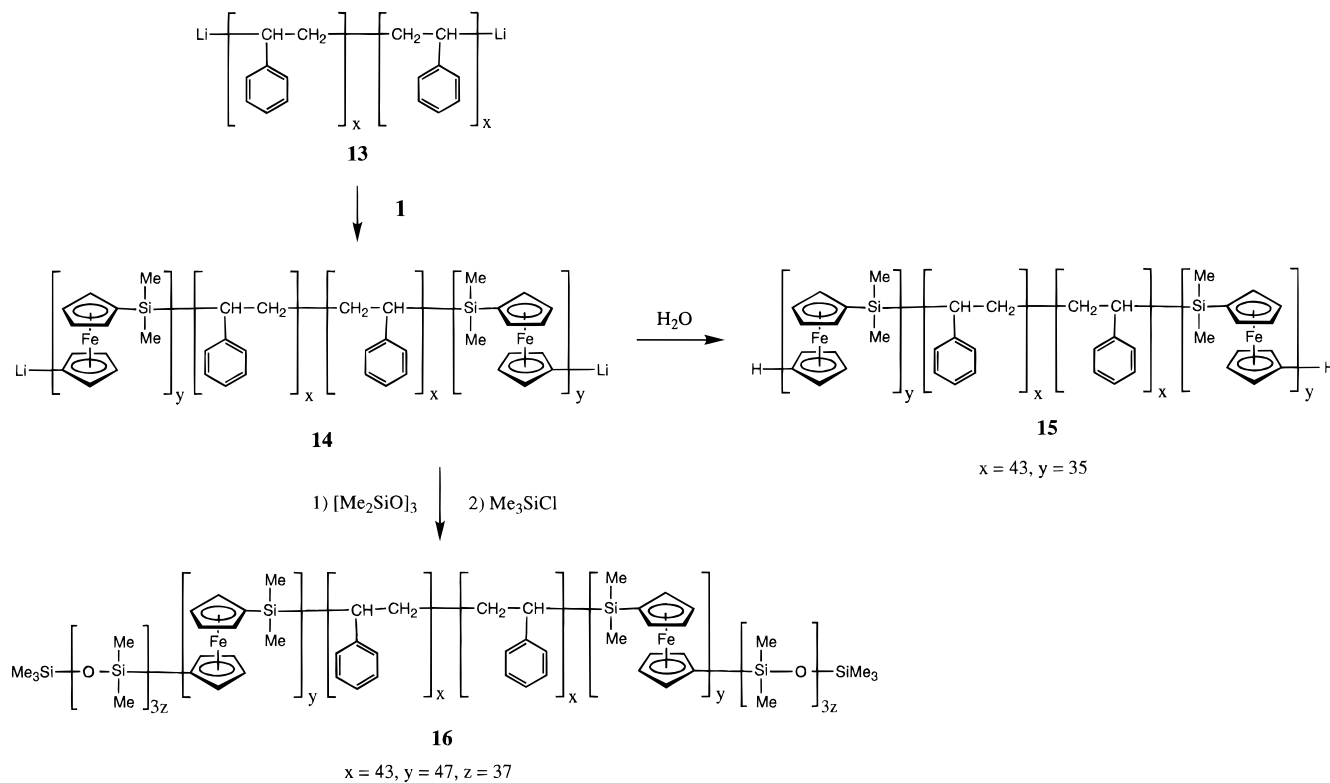 Li CH CH₂ CH₂ CH Li
x x
13
1
Me Me Me Me
Si CH CH₂ CH₂ CH Si Si CH CH₂ CH₂ CH Si
Fe Me Me Fe H₂O Fe Me Me Fe
Li Li H H
y x x y y x x y
14 15
x = 43, y = 35
1) [Me₂SiO]₃ 2) Me₃SiCl
Me Me
Si CH CH₂ CH₂ CH Si
Me Fe Me Me Fe Me
Me₃Si O Si Si O SiMe₃
Me Me
3z y x x y 3z
16
x = 43, y = 47, z = 37